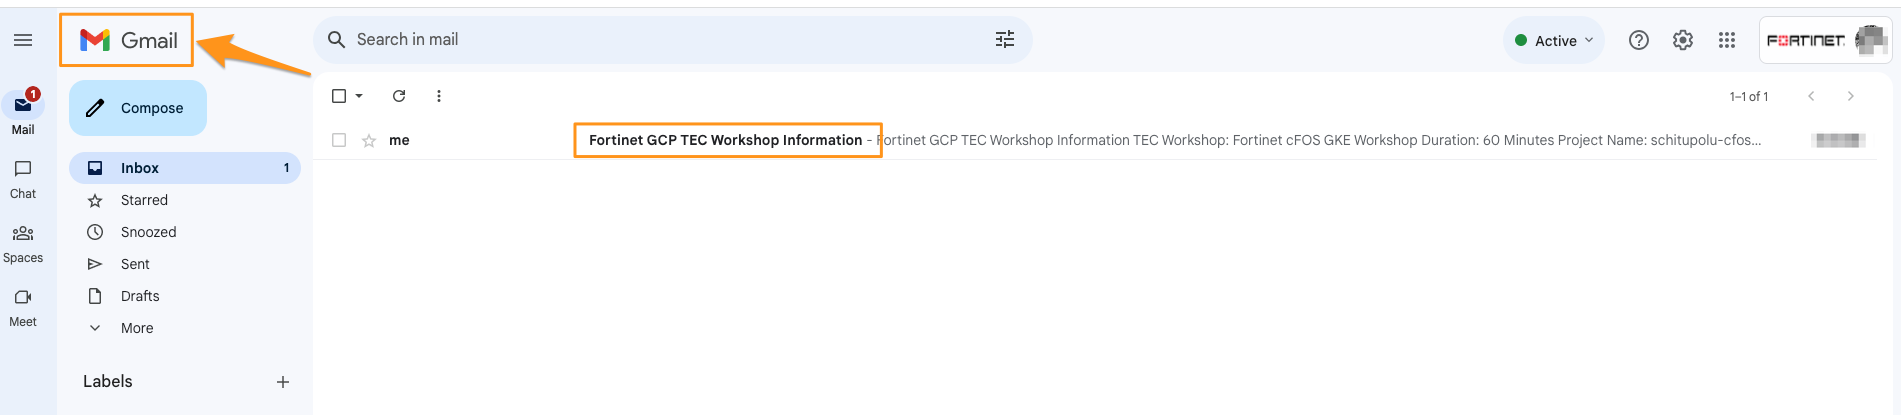 Gmail
Search in mail
Active
FORTINET
1
Mail
Chat
Spaces
Meet
Compose
Inbox 1
Starred
Snoozed
Sent
Drafts
More
Labels
1–1 of 1
me Fortinet GCP TEC Workshop Information - Fortinet GCP TEC Workshop Information TEC Workshop: Fortinet cFOS GKE Workshop Duration: 60 Minutes Project Name: schitupolu-cfos...